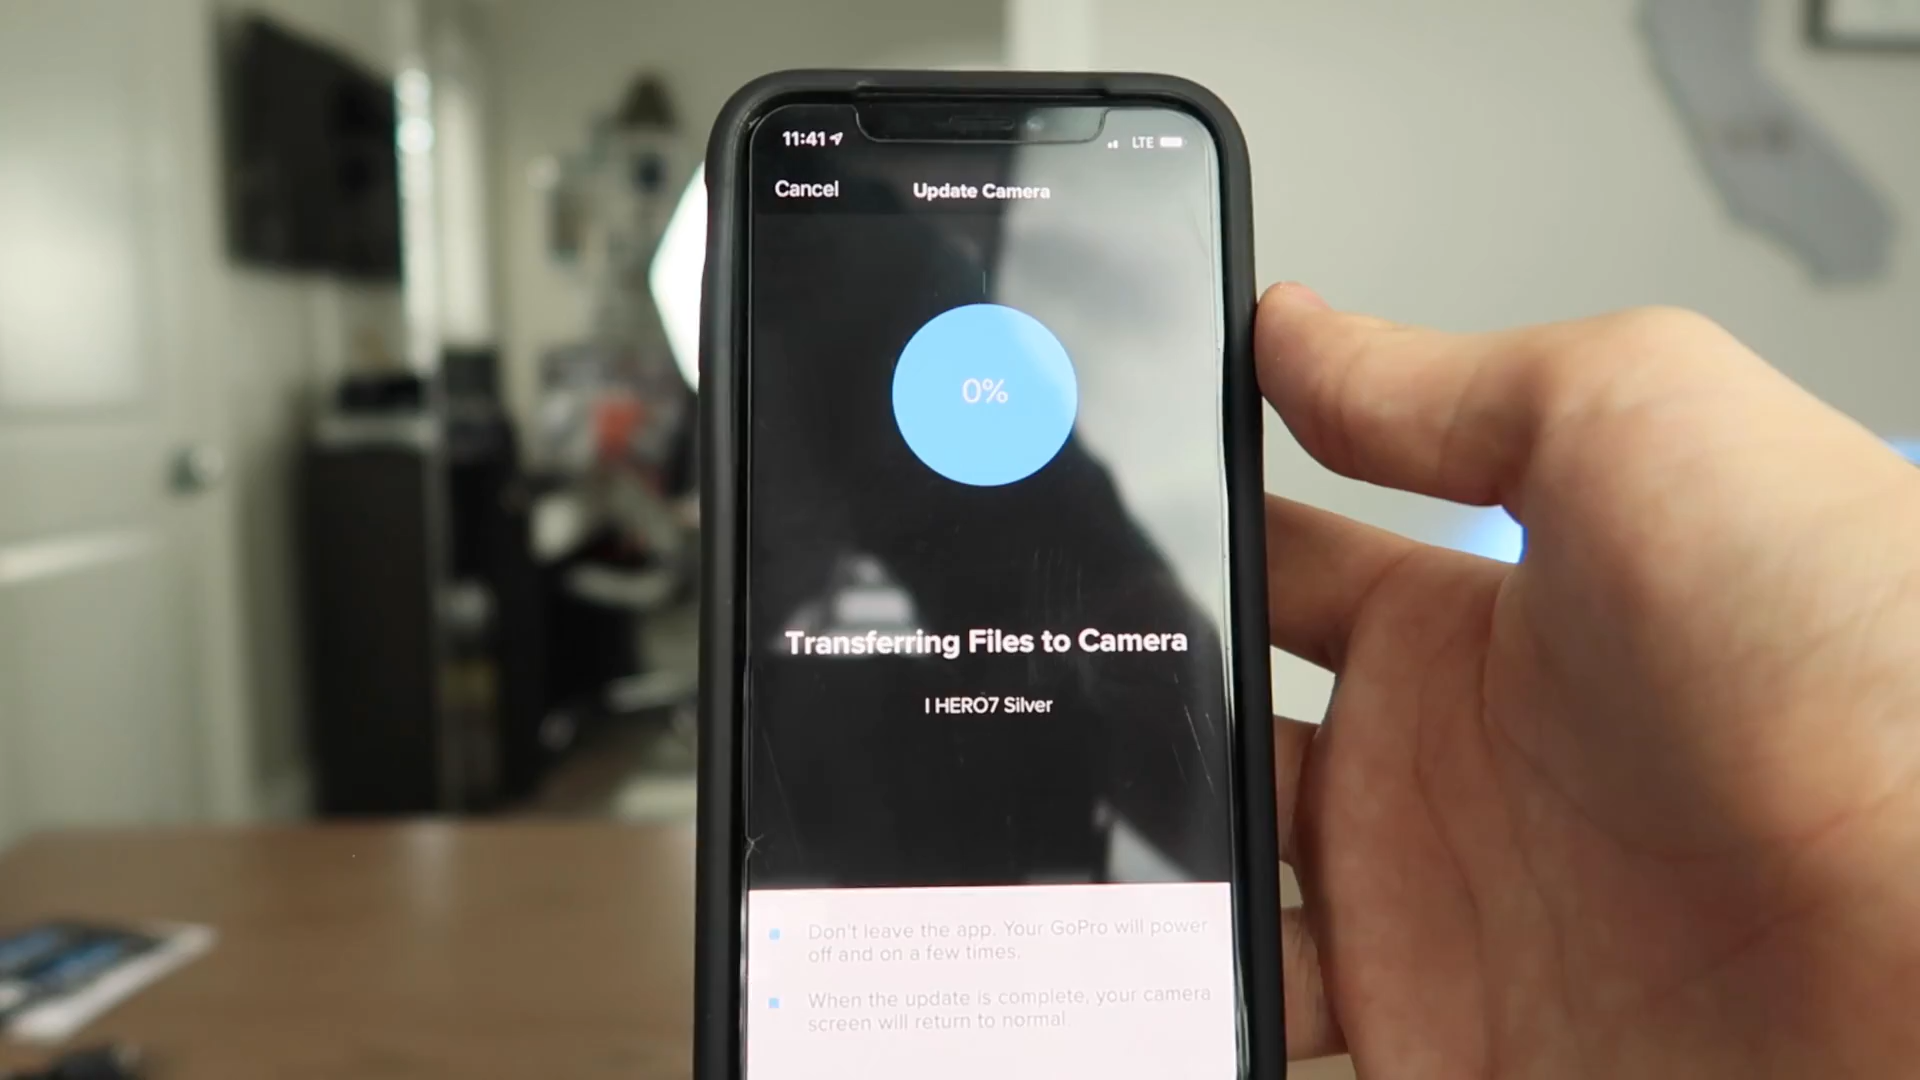 11:41
LTE
Cancel
Update Camera
0%
Transferring Files to Camera
I HERO7 Silver
Don't leave the app. Your GoPro will power
off and on a few times.
When the update is complete, your camera
screen will return to normal.